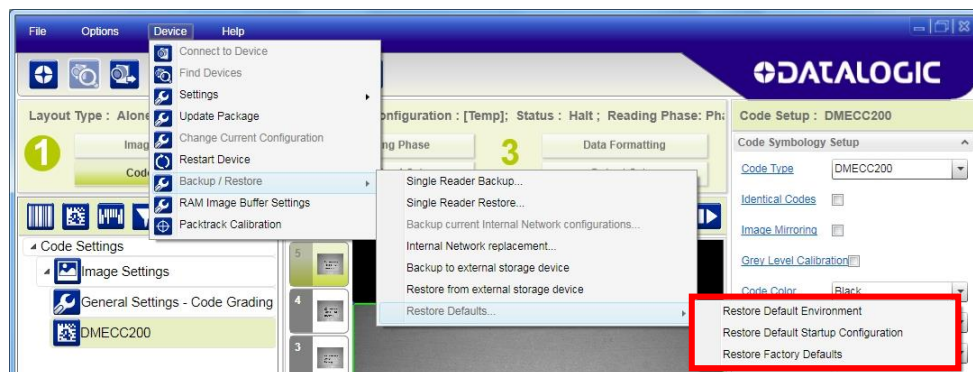 File Options Device Help
DATALOGIC
Connect to Device
Find Devices
Settings
Update Package
Change Current Configuration
Restart Device
Backup / Restore
RAM Image Buffer Settings
Packtrack Calibration
Layout Type : Alone
onfiguration : [Temp]; Status : Halt ; Reading Phase: Pha
1
Imag
ng Phase
3
Data Formatting
Code
Single Reader Backup...
Single Reader Restore...
Backup current Internal Network configurations...
Internal Network replacement...
Backup to external storage device
Restore from external storage device
Restore Defaults...
Restore Default Environment
Restore Default Startup Configuration
Restore Factory Defaults
Code Settings
Image Settings
General Settings - Code Grading
DMECC200
5
4
3
Code Setup : DMECC200
Code Symbology Setup
Code Type DMECC200
Identical Codes
Image Mirroring
Grey Level Calibration
Code Color Black